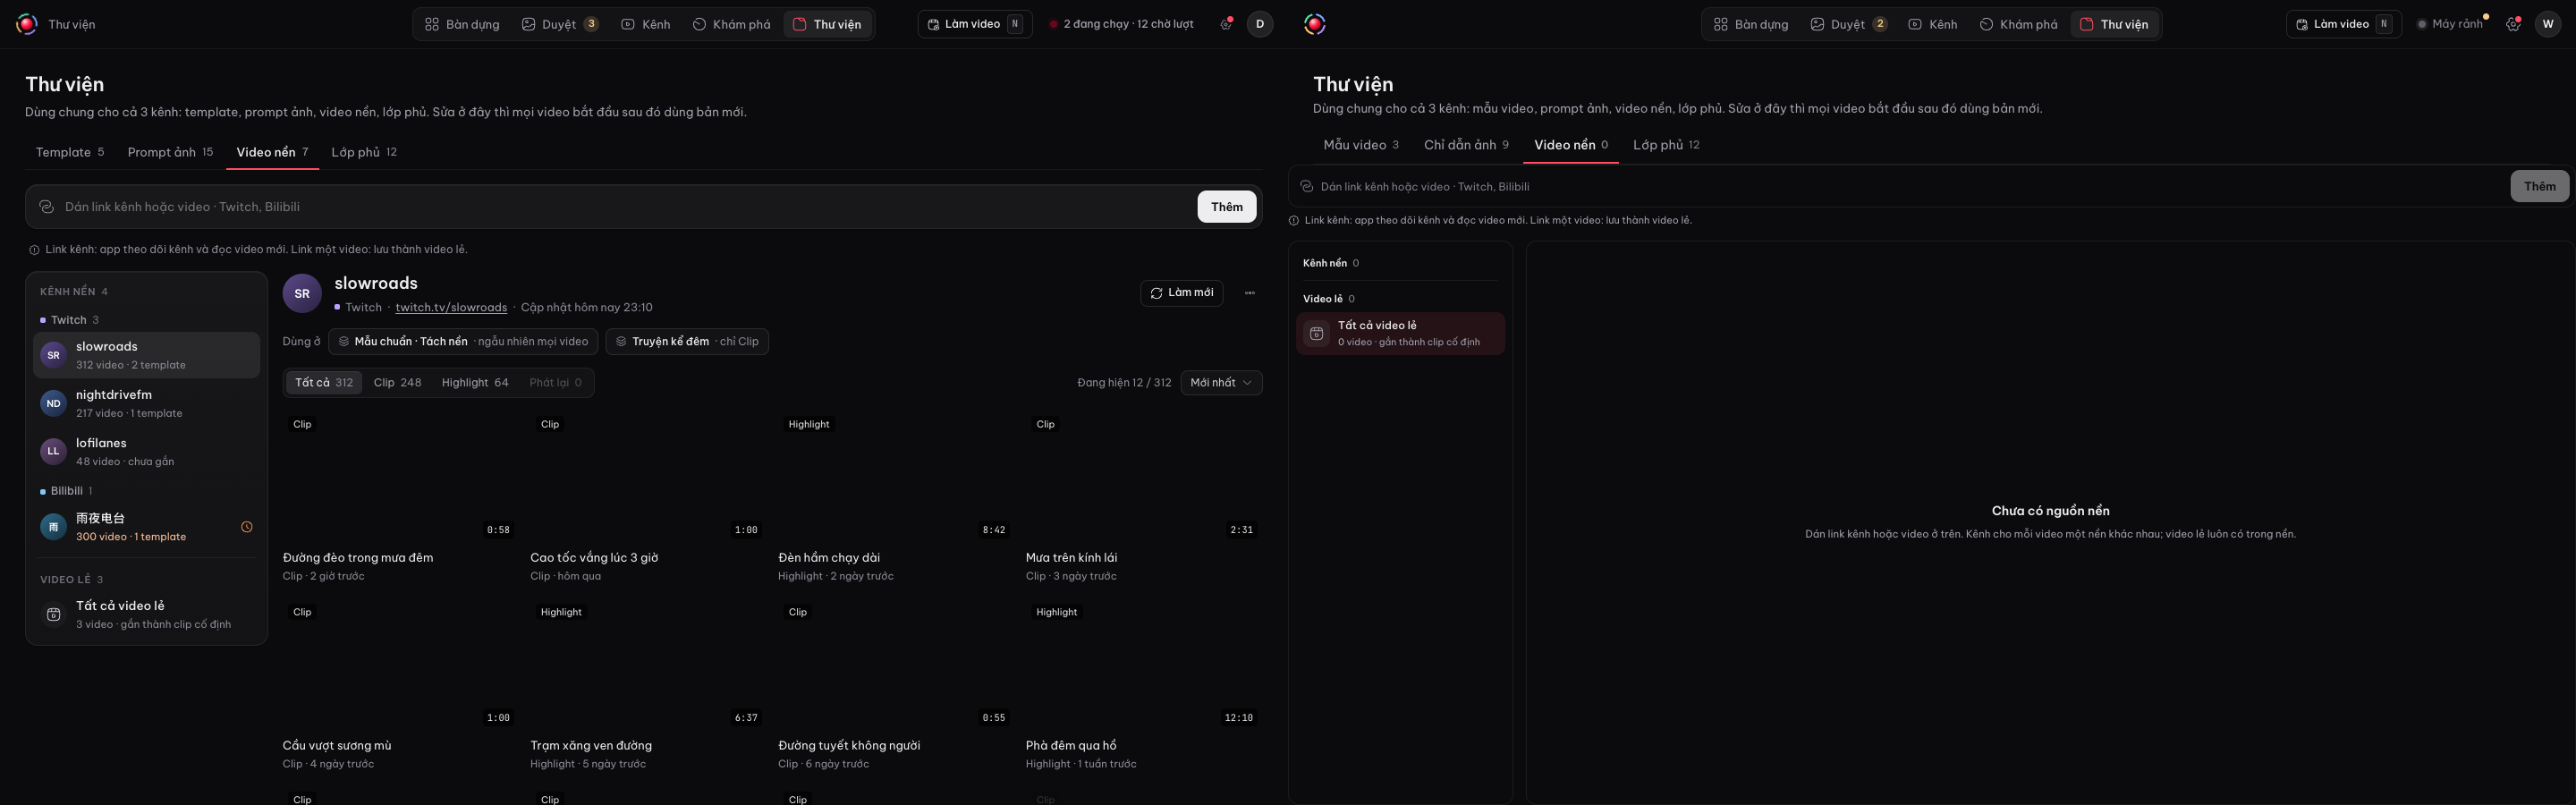 Thư viện
Bàn dựng
Duyệt 3
Kênh
Khám phá
Thư viện
Làm video N
2 đang chạy · 12 chờ lượt
D
Thư viện
Dùng chung cho cả 3 kênh: template, prompt ảnh, video nền, lớp phủ. Sửa ở đây thì mọi video bắt đầu sau đó dùng bản mới.
Template 5
Prompt ảnh 15
Video nền 7
Lớp phủ 12
Dán link kênh hoặc video · Twitch, Bilibili
Thêm
Link kênh: app theo dõi kênh và đọc video mới. Link một video: lưu thành video lẻ.
KÊNH NỀN 4
Twitch 3
SR
slowroads
312 video · 2 template
ND
nightdrivefm
217 video · 1 template
LL
lofilanes
48 video · chưa gắn
Bilibili 1
雨
雨夜电台
300 video · 1 template
VIDEO LẺ 3
Tất cả video lẻ
3 video · gắn thành clip cố định
SR
slowroads
Twitch · twitch.tv/slowroads · Cập nhật hôm nay 23:10
Làm mới
Dùng ở
Mẫu chuẩn · Tách nền · ngẫu nhiên mọi video
Truyện kể đêm · chỉ Clip
Tất cả 312
Clip 248
Highlight 64
Phát lại 0
Đang hiện 12 / 312
Mới nhất
Clip
Clip
Highlight
Clip
0:58
1:00
8:42
2:31
Đường đèo trong mưa đêm
Cao tốc vắng lúc 3 giờ
Đèn hầm chạy dài
Mưa trên kính lái
Clip · 2 giờ trước
Clip · hôm qua
Highlight · 2 ngày trước
Clip · 3 ngày trước
Clip
Highlight
Clip
Highlight
1:00
6:37
0:55
12:10
Cầu vượt sương mù
Trạm xăng ven đường
Đường tuyết không người
Phà đêm qua hồ
Clip · 4 ngày trước
Highlight · 5 ngày trước
Clip · 6 ngày trước
Highlight · 1 tuần trước
Clip
Clip
Clip
Clip
Bàn dựng
Duyệt 2
Kênh
Khám phá
Thư viện
Làm video N
Máy rảnh
W
Thư viện
Dùng chung cho cả 3 kênh: mẫu video, prompt ảnh, video nền, lớp phủ. Sửa ở đây thì mọi video bắt đầu sau đó dùng bản mới.
Mẫu video 3
Chỉ dẫn ảnh 9
Video nền 0
Lớp phủ 12
Dán link kênh hoặc video · Twitch, Bilibili
Thêm
Link kênh: app theo dõi kênh và đọc video mới. Link một video: lưu thành video lẻ.
Kênh nền 0
Video lẻ 0
Tất cả video lẻ
0 video · gắn thành clip cố định
Chưa có nguồn nền
Dán link kênh hoặc video ở trên. Kênh cho mỗi video một nền khác nhau; video lẻ luôn có trong nền.